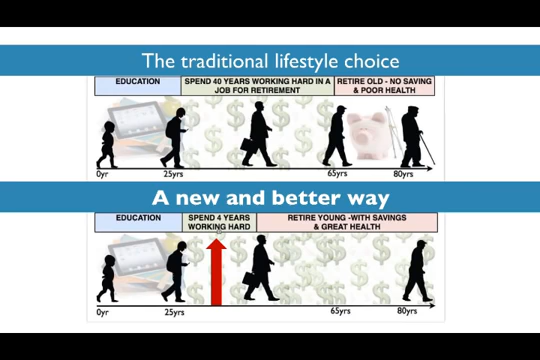 The traditional lifestyle choice
EDUCATION
SPEND 40 YEARS WORKING HARD IN A
JOB FOR RETIREMENT
RETIRE OLD - NO SAVING
& POOR HEALTH
0yr
25yrs
65yrs
80yrs
A new and better way
EDUCATION
SPEND 4 YEARS
WORKING HARD
RETIRE YOUNG -WITH SAVINGS
& GREAT HEALTH
0yr
25yrs
65yrs
80yrs